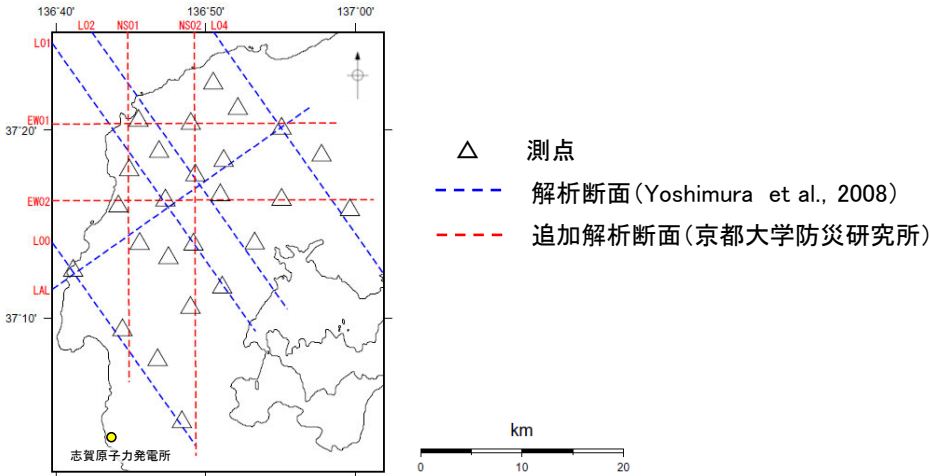 136°40' 136°50' 137°00'
L02 NS01 NS02 L04
L01
EW01
37°20'
EW02
L00
LAL
37°10'
志賀原子力発電所
測点
解析断面(Yoshimura et al., 2008)
追加解析断面(京都大学防災研究所)
km
0 10 20